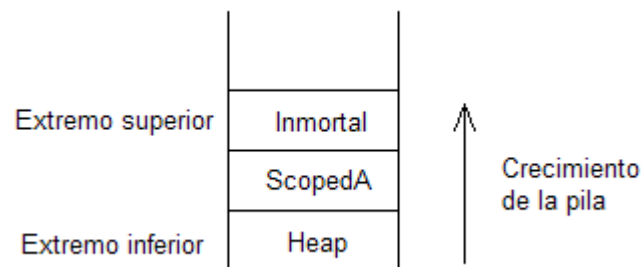 Extremo superior
Inmortal
ScopedA
Crecimiento
de la pila
Extremo inferior
Heap